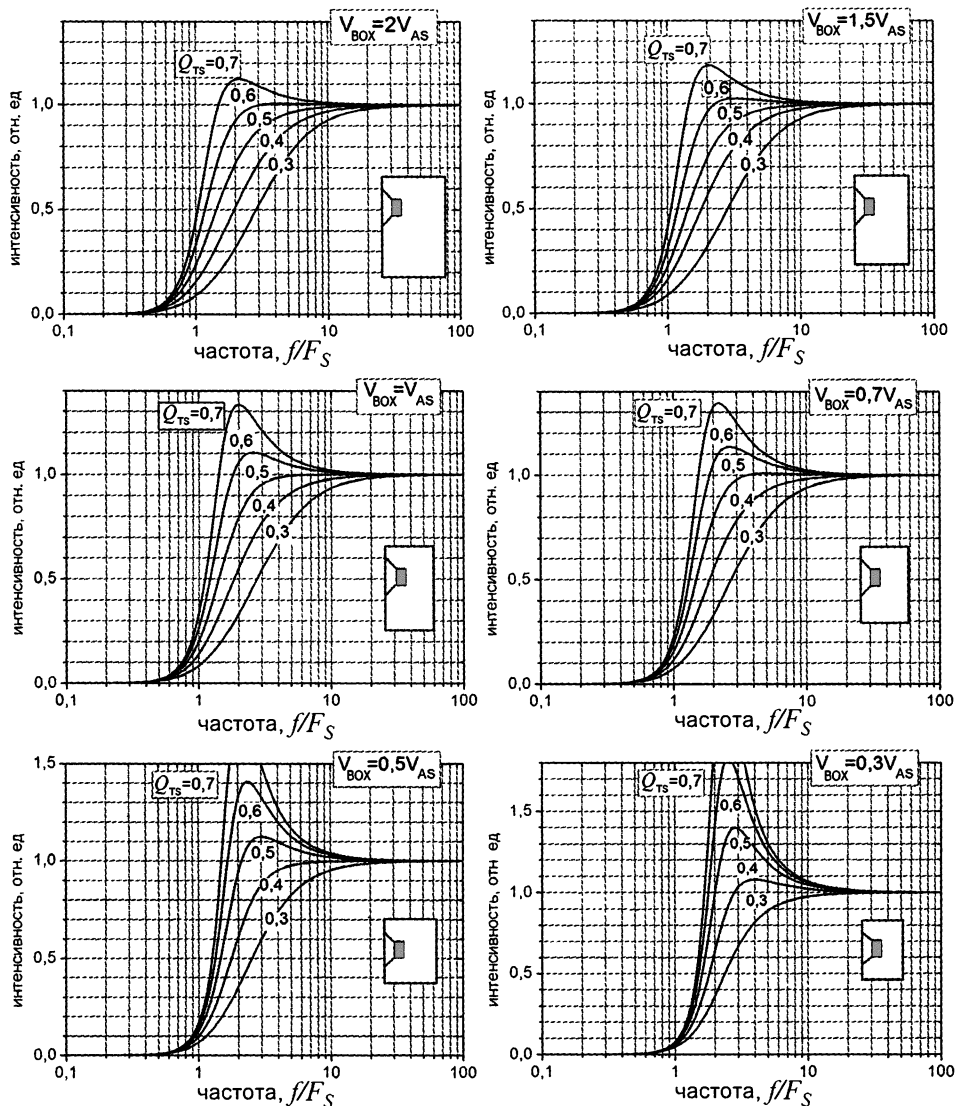 V_BOX=2V_AS
Q_TS=0,7
0,6
0,5
0,4
0,3
интенсивность, отн. ед
1,0
0,5
0,0
0,1
1
10
100
частота, f/F_S
V_BOX=1,5V_AS
Q_TS=0,7
0,6
0,5
0,4
0,3
интенсивность, отн. ед
1,0
0,5
0,0
0,1
1
10
100
частота, f/F_S
V_BOX=V_AS
Q_TS=0,7
0,6
0,5
0,4
0,3
интенсивность, отн. ед
1,0
0,5
0,0
0,1
1
10
100
частота, f/F_S
V_BOX=0,7V_AS
Q_TS=0,7
0,6
0,5
0,4
0,3
интенсивность, отн. ед
1,0
0,5
0,0
0,1
1
10
100
частота, f/F_S
V_BOX=0,5V_AS
Q_TS=0,7
0,6
0,5
0,4
0,3
интенсивность, отн. ед
1,5
1,0
0,5
0,0
0,1
1
10
100
частота, f/F_S
V_BOX=0,3V_AS
Q_TS=0,7
0,6
0,5
0,4
0,3
интенсивность, отн. ед
1,5
1,0
0,5
0,0
0,1
1
10
100
частота, f/F_S